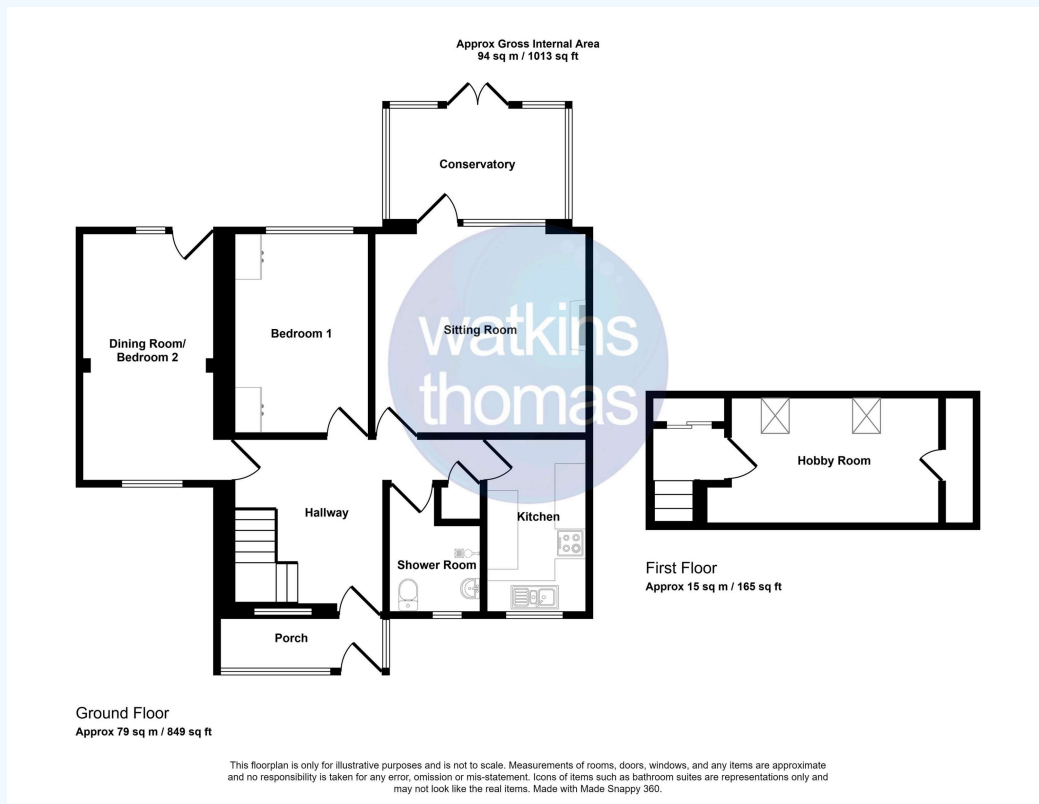 Approx Gross Internal Area
94 sq m / 1013 sq ft
Conservatory
Dining Room/
Bedroom 2
Bedroom 1
Sitting Room
watkins
thomas
Hobby Room
Hallway
Kitchen
Shower Room
Porch
First Floor
Approx 15 sq m / 165 sq ft
Ground Floor
Approx 79 sq m / 849 sq ft
This floorplan is only for illustrative purposes and is not to scale. Measurements of rooms, doors, windows, and any items are approximate
and no responsibility is taken for any error, omission or mis-statement. Icons of items such as bathroom suites are representations only and
may not look like the real items. Made with Made Snappy 360.